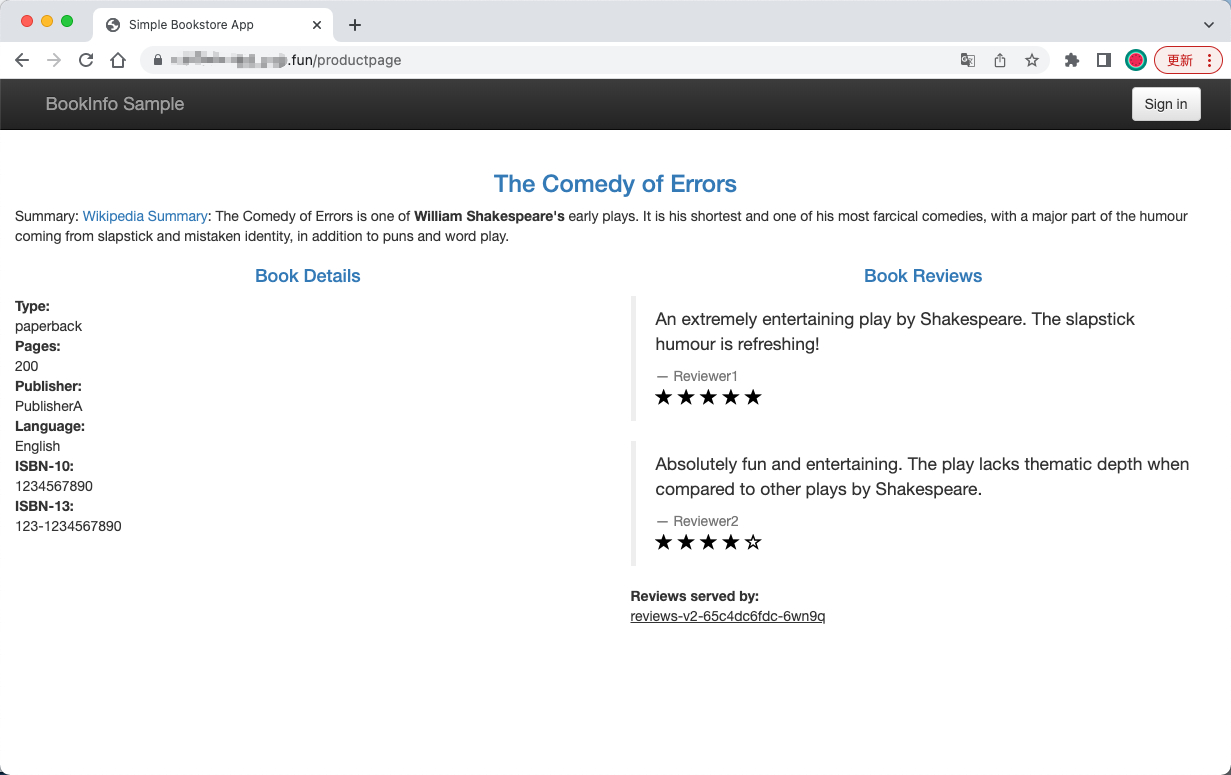 Simple Bookstore App
.fun/productpage
更新
BookInfo Sample
Sign in
The Comedy of Errors
Summary: Wikipedia Summary: The Comedy of Errors is one of William Shakespeare's early plays. It is his shortest and one of his most farcical comedies, with a major part of the humour
coming from slapstick and mistaken identity, in addition to puns and word play.
Book Details
Type:
paperback
Pages:
200
Publisher:
PublisherA
Language:
English
ISBN-10:
1234567890
ISBN-13:
123-1234567890
Book Reviews
An extremely entertaining play by Shakespeare. The slapstick
humour is refreshing!
— Reviewer1
★★★★★
Absolutely fun and entertaining. The play lacks thematic depth when
compared to other plays by Shakespeare.
— Reviewer2
★★★★☆
Reviews served by:
reviews-v2-65c4dc6fdc-6wn9q